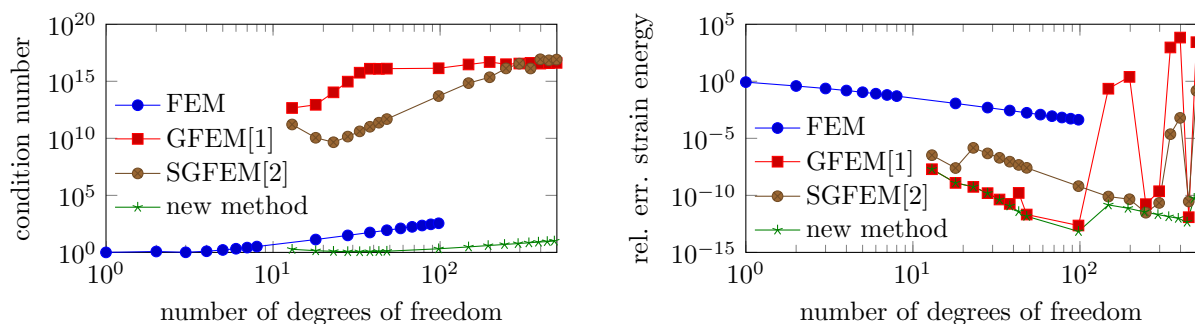 10^20
10^15
10^10
10^5
10^0
condition number
FEM
GFEM[1]
SGFEM[2]
new method
10^0
10^1
10^2
number of degrees of freedom
10^5
10^0
10^−5
10^−10
10^−15
rel. err. strain energy
FEM
GFEM[1]
SGFEM[2]
new method
10^0
10^1
10^2
number of degrees of freedom